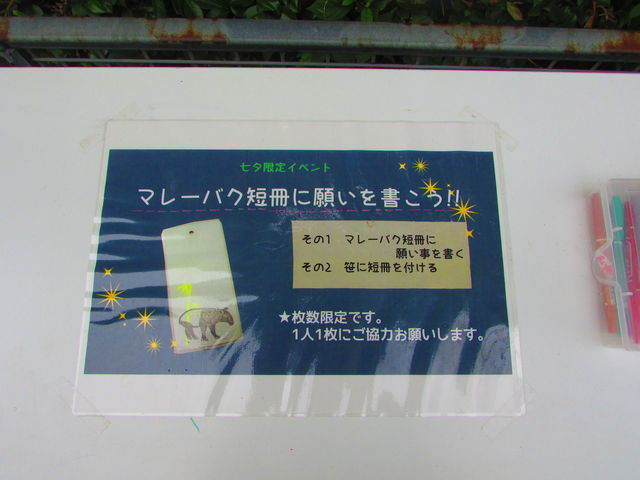 七夕限定イベント
マレーバク短冊に願いを書こう!!
その1 マレーバク短冊に
願い事を書く
その2 笹に短冊を付ける
★枚数限定です。
1人1枚にご協力お願いします。